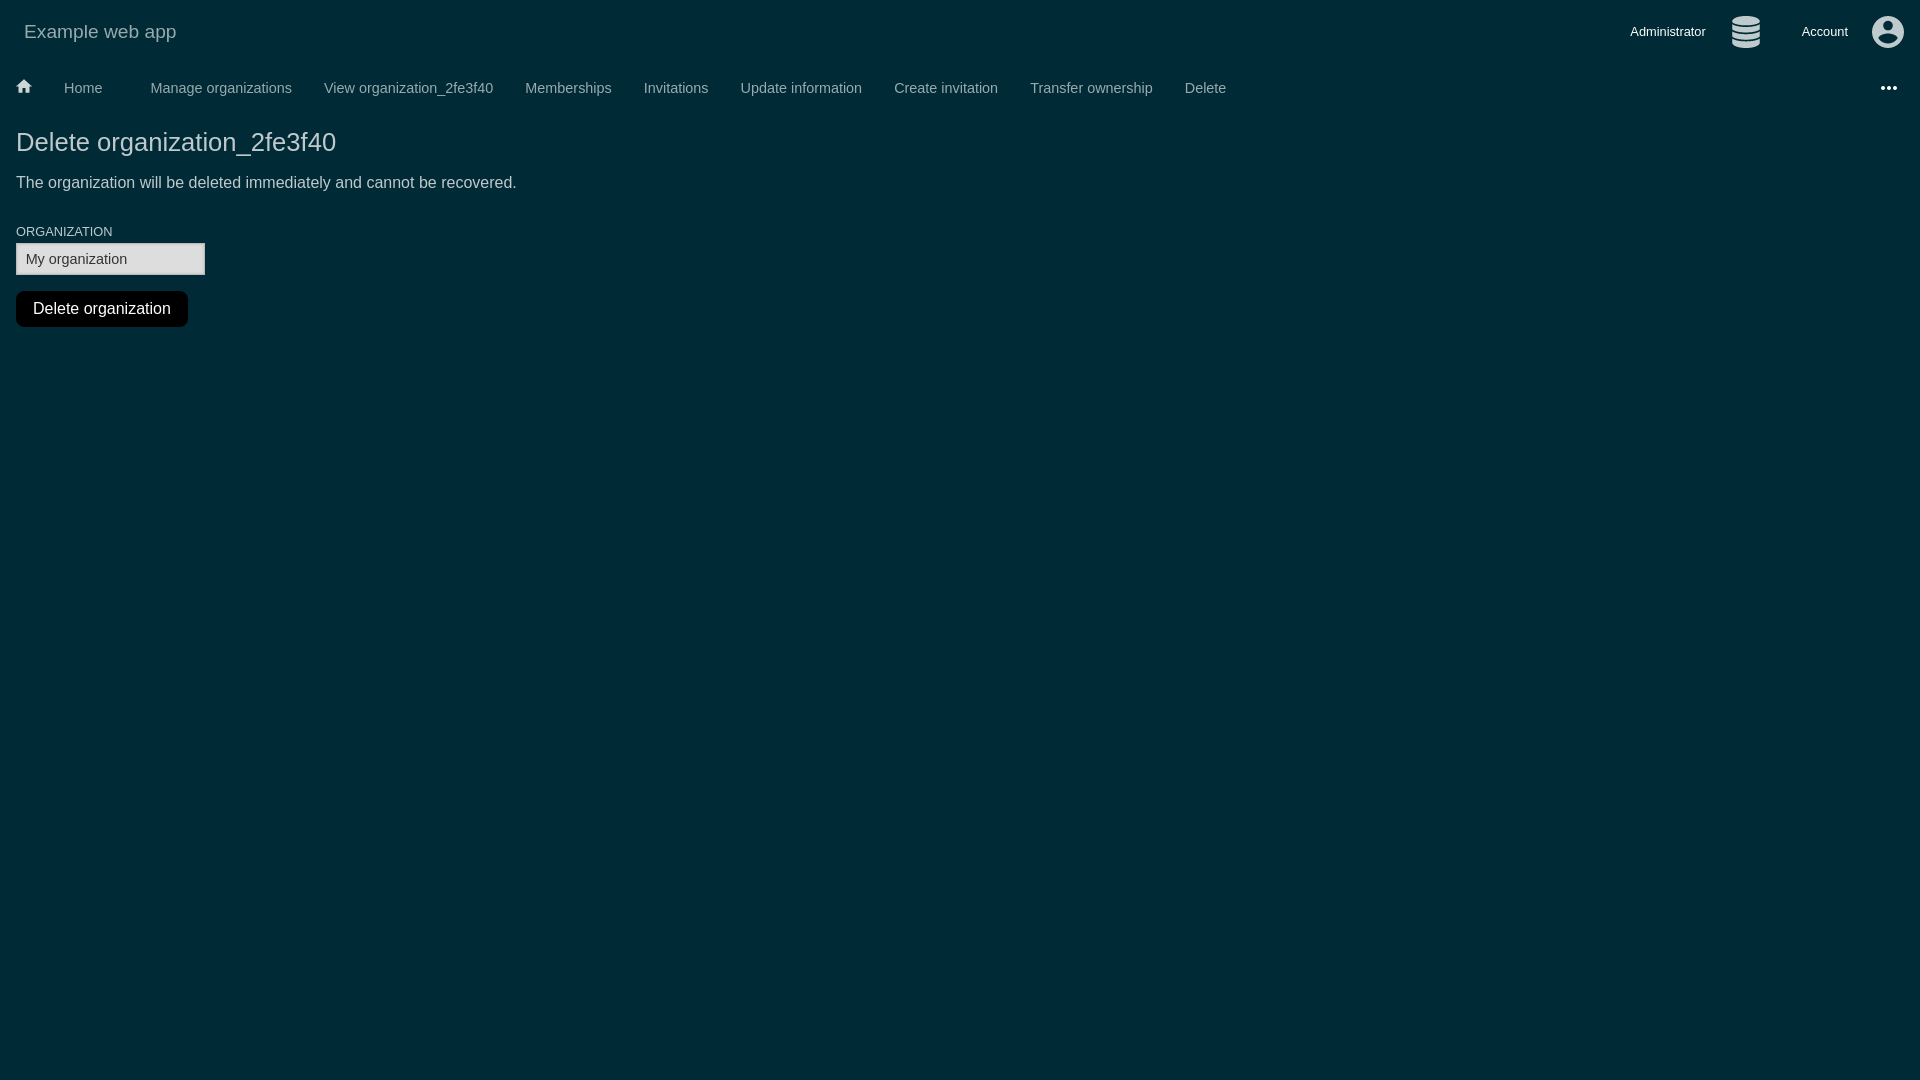 Example web app
Administrator
Account
Home
Manage organizations
View organization_2fe3f40
Memberships
Invitations
Update information
Create invitation
Transfer ownership
Delete
Delete organization_2fe3f40
The organization will be deleted immediately and cannot be recovered.
ORGANIZATION
My organization
Delete organization